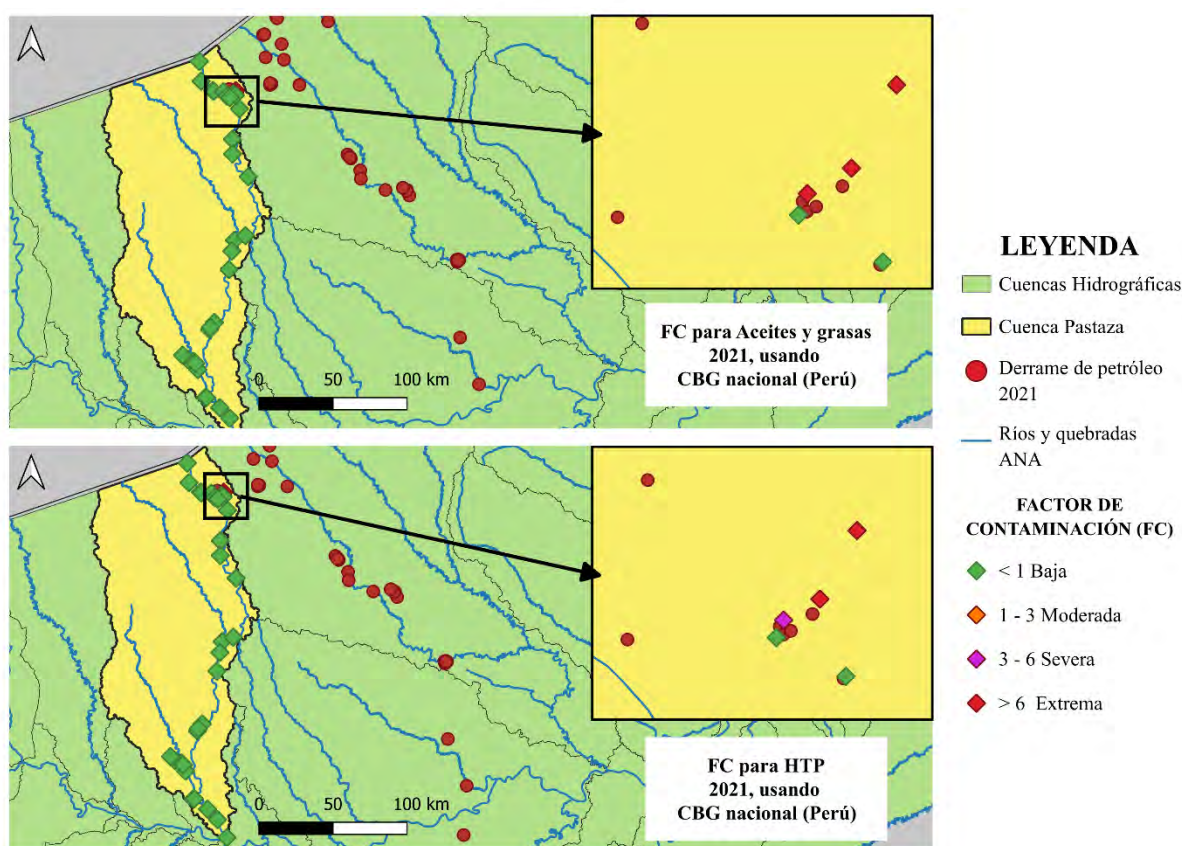 0 50 100 km
FC para Aceites y grasas
2021, usando
CBG nacional (Perú)
0 50 100 km
FC para HTP
2021, usando
CBG nacional (Perú)
LEYENDA
Cuencas Hidrográficas
Cuenca Pastaza
Derrame de petróleo
2021
Ríos y quebradas
ANA
FACTOR DE
CONTAMINACIÓN (FC)
< 1 Baja
1 - 3 Moderada
3 - 6 Severa
> 6 Extrema